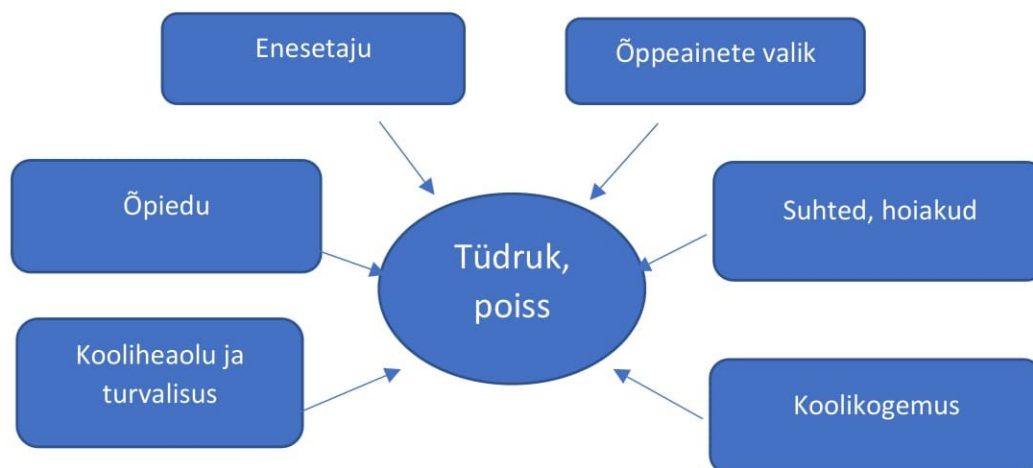 Enesetaju
Õppeainete valik
Õpiedu
Suhted, hoiakud
Tüdruk,
poiss
Kooliheaolu ja
turvalisus
Koolikogemus